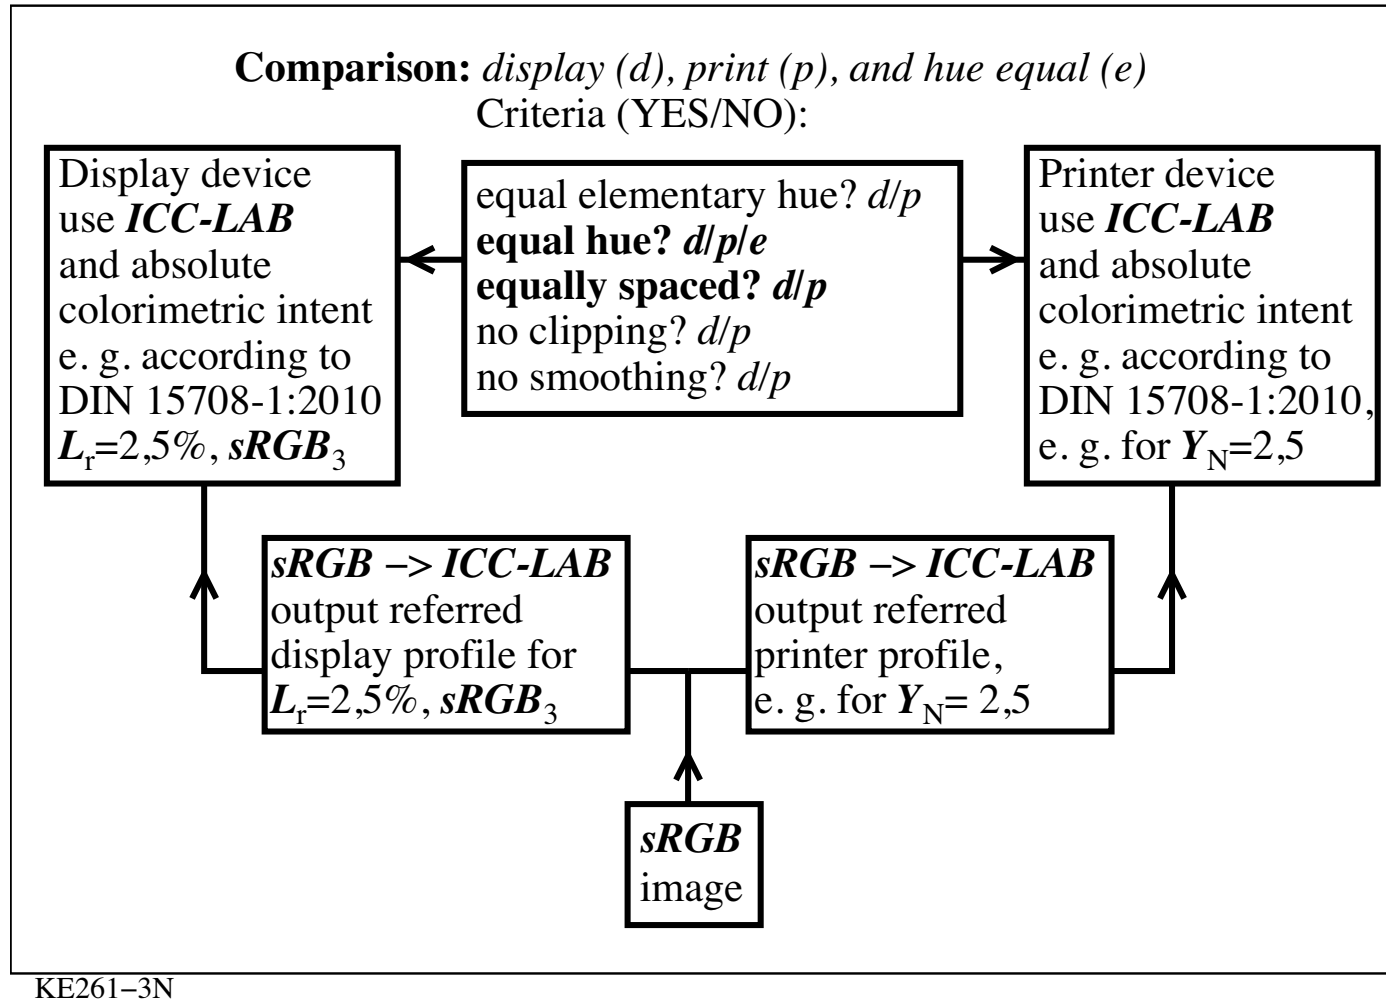 Comparison: display (d), print (p), and hue equal (e)
Criteria (YES/NO):
Display device
use ICC-LAB
and absolute
colorimetric intent
e. g. according to
DIN 15708-1:2010
Lr=2,5%, sRGB3
equal elementary hue? d/p
equal hue? d/p/e
equally spaced? d/p
no clipping? d/p
no smoothing? d/p
Printer device
use ICC-LAB
and absolute
colorimetric intent
e. g. according to
DIN 15708-1:2010,
e. g. for YN=2,5
sRGB –> ICC-LAB
output referred
display profile for
Lr=2,5%, sRGB3
sRGB –> ICC-LAB
output referred
printer profile,
e. g. for YN= 2,5
sRGB
image
KE261–3N